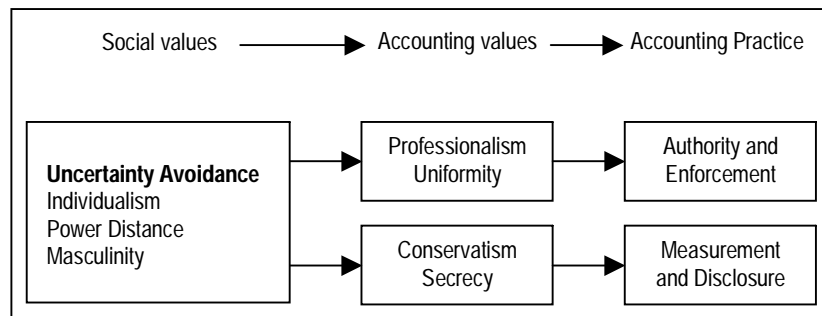 Social values Accounting values Accounting Practice
Uncertainty Avoidance
Individualism
Power Distance
Masculinity
Professionalism
Uniformity
Authority and
Enforcement
Conservatism
Secrecy
Measurement
and Disclosure